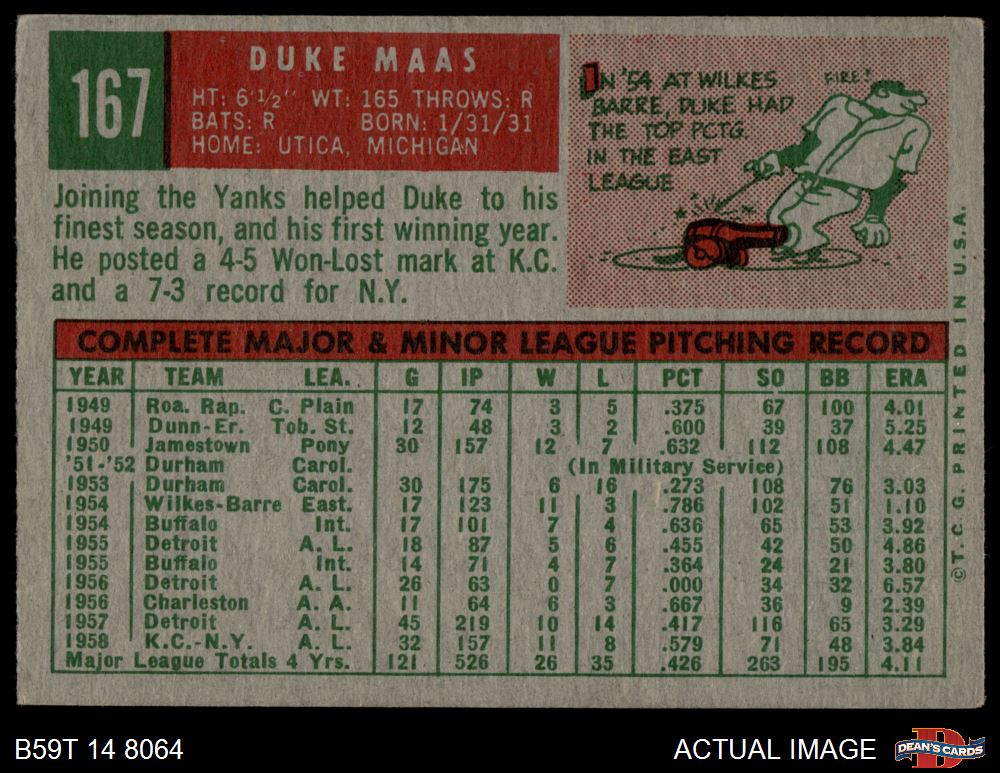 167
DUKE MAAS
HT: 6'1/2" WT: 165 THROWS: R
BATS: R BORN: 1/31/31
HOME: UTICA, MICHIGAN
IN '54 AT WILKES
BARRE, DUKE HAD
THE TOP PCTG.
IN THE EAST
LEAGUE
FIRE!
Joining the Yanks helped Duke to his
finest season, and his first winning year.
He posted a 4-5 Won-Lost mark at K.C.
and a 7-3 record for N.Y.
COMPLETE MAJOR & MINOR LEAGUE PITCHING RECORD
YEAR TEAM LEA. G IP W L PCT SO BB ERA
1949 Roa. Rap. C. Plain 17 74 3 5 .375 67 100 4.01
1949 Dunn-Er. Tob. St. 12 48 3 2 .600 39 37 5.25
1950 Jamestown Pony 30 157 12 7 .632 112 108 4.47
'51-'52 Durham Carol. (In Military Service)
1953 Durham Carol. 30 175 6 16 .273 108 76 3.03
1954 Wilkes-Barre East. 17 123 11 3 .786 102 51 1.10
1954 Buffalo Int. 17 101 7 4 .636 65 53 3.92
1955 Detroit A. L. 18 87 5 6 .455 42 50 4.86
1955 Buffalo Int. 14 71 4 7 .364 24 21 3.80
1956 Detroit A. L. 26 63 0 7 .000 34 32 6.57
1956 Charleston A. A. 11 64 6 3 .667 36 9 2.39
1957 Detroit A. L. 45 219 10 14 .417 116 65 3.29
1958 K.C.-N.Y. A. L. 32 157 11 8 .579 71 48 3.84
Major League Totals 4 Yrs. 121 526 26 35 .426 263 195 4.11
©T. C. G. PRINTED IN U.S.A.
B59T 14 8064
ACTUAL IMAGE
D
DEAN'S CARDS